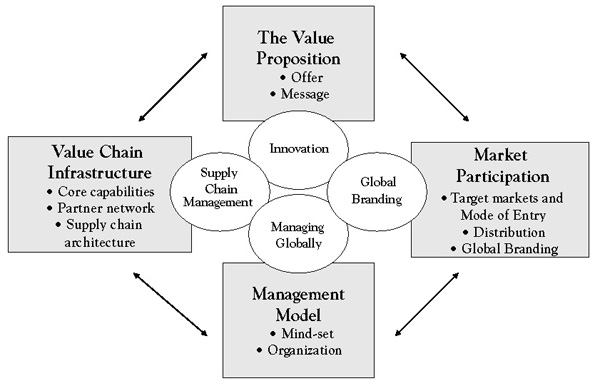 The Value
Proposition
• Offer
• Message
Value Chain
Infrastructure
• Core capabilities
• Partner network
• Supply chain
architecture
Innovation
Supply
Chain
Management
Global
Branding
Managing
Globally
Market
Participation
• Target markets and
Mode of Entry
• Distribution
• Global Branding
Management
Model
• Mind-set
• Organization